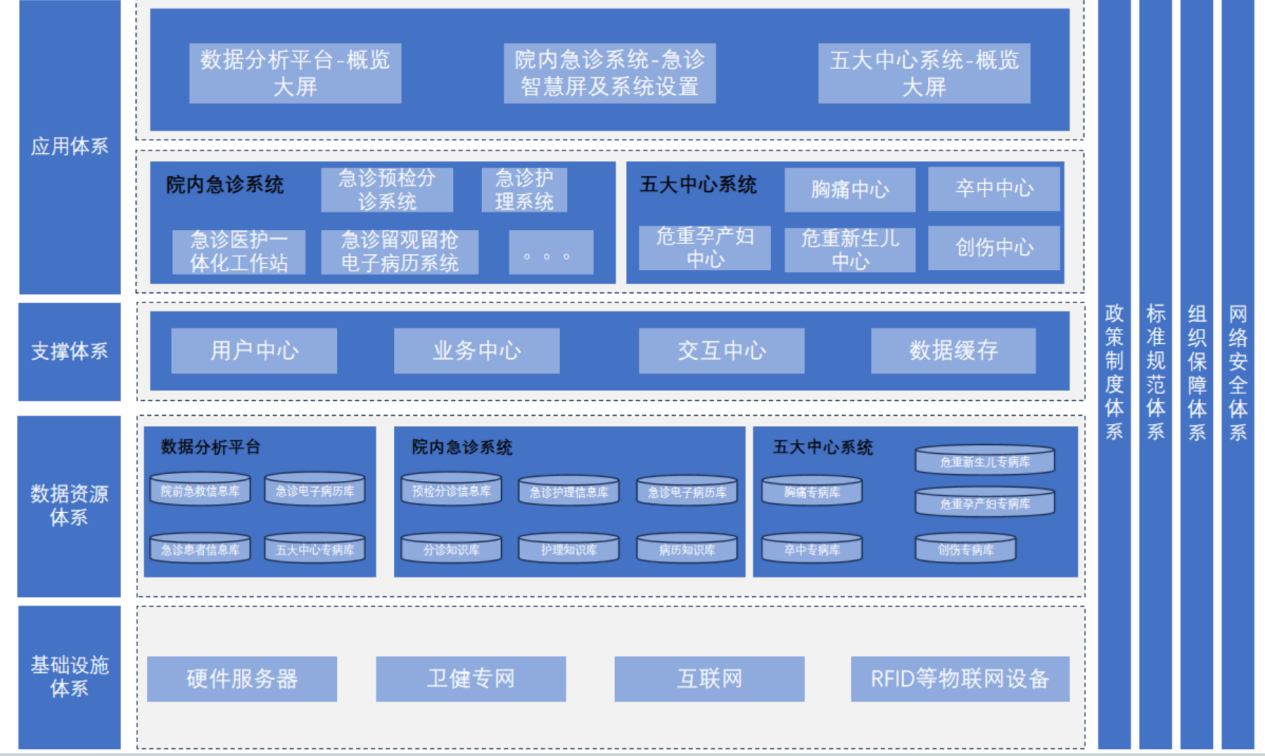 应用体系
数据分析平台-概览
大屏
院内急诊系统-急诊
智慧屏及系统设置
五大中心系统-概览
大屏
院内急诊系统
急诊预检分
诊系统
急诊护
理系统
急诊医护一
体化工作站
急诊留观留抢
电子病历系统
。。。
五大中心系统
胸痛中心
卒中中心
危重孕产妇
中心
危重新生儿
中心
创伤中心
支撑体系
用户中心
业务中心
交互中心
数据缓存
数据资源
体系
数据分析平台
院前急救信息库
急诊电子病历库
急诊患者信息库
五大中心专病库
院内急诊系统
预检分诊信息库
急诊护理信息库
急诊电子病历库
分诊知识库
护理知识库
病历知识库
五大中心系统
危重新生儿专病库
胸痛专病库
危重孕产妇专病库
卒中专病库
创伤专病库
基础设施
体系
硬件服务器
卫健专网
互联网
RFID等物联网设备
政策制度体系
标准规范体系
组织保障体系
网络安全体系